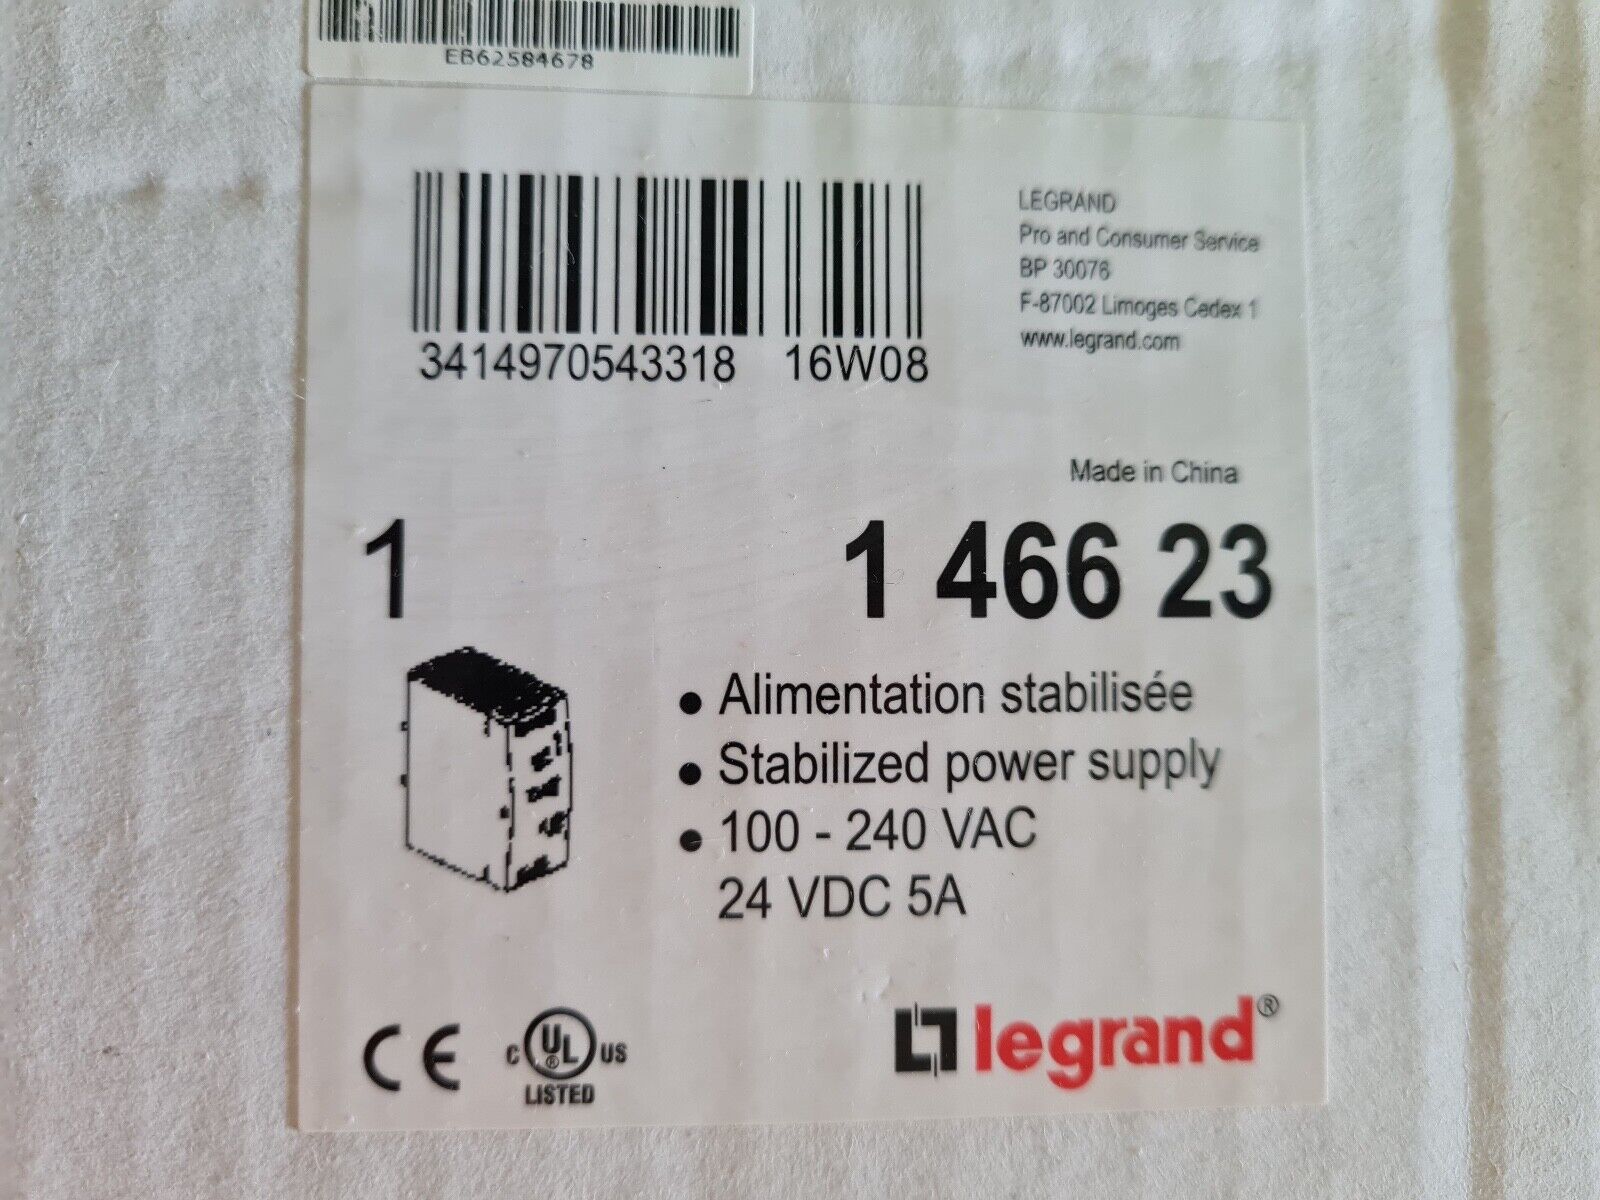 EB62584678
3414970543318 16W08
LEGRAND
Pro and Consumer Service
BP 30076
F-87002 Limoges Cedex 1
www.legrand.com
Made in China
1
1 466 23
• Alimentation stabilisée
• Stabilized power supply
• 100 - 240 VAC
24 VDC 5A
CE
C UL® US
LISTED
legrand®